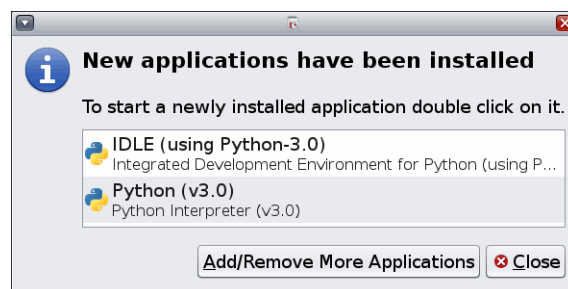 New applications have been installed
To start a newly installed application double click on it.
IDLE (using Python-3.0)
Integrated Development Environment for Python (using P...
Python (v3.0)
Python Interpreter (v3.0)
Add/Remove More Applications
Close